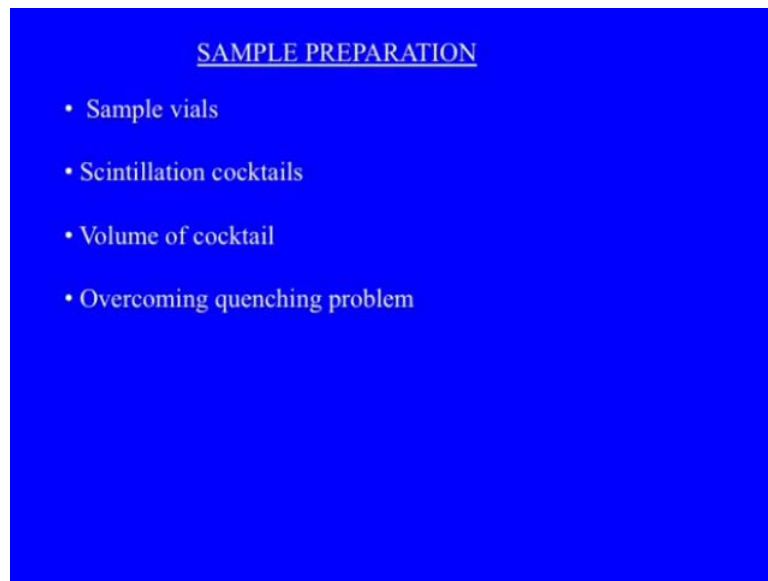 SAMPLE PREPARATION
• Sample vials
• Scintillation cocktails
• Volume of cocktail
• Overcoming quenching problem